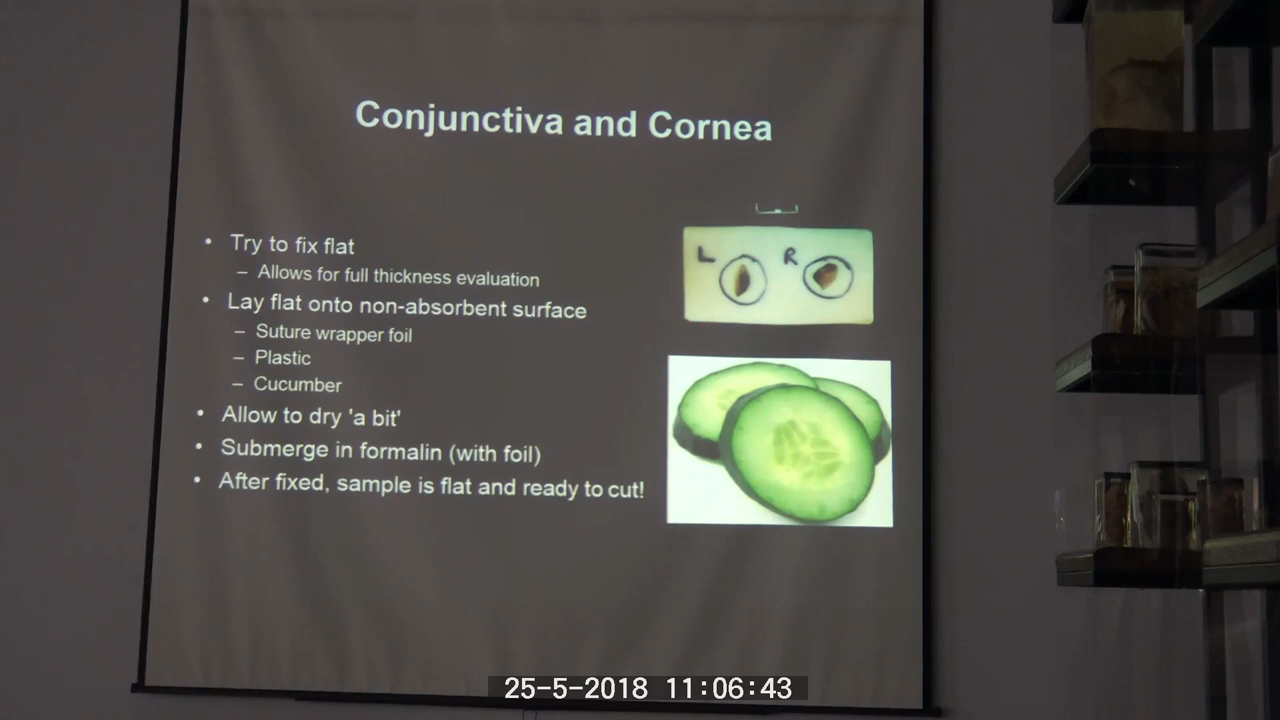 Conjunctiva and Cornea
• Try to fix flat
– Allows for full thickness evaluation
• Lay flat onto non-absorbent surface
– Suture wrapper foil
– Plastic
– Cucumber
• Allow to dry 'a bit'
• Submerge in formalin (with foil)
• After fixed, sample is flat and ready to cut!
L R
25-5-2018 11:06:43